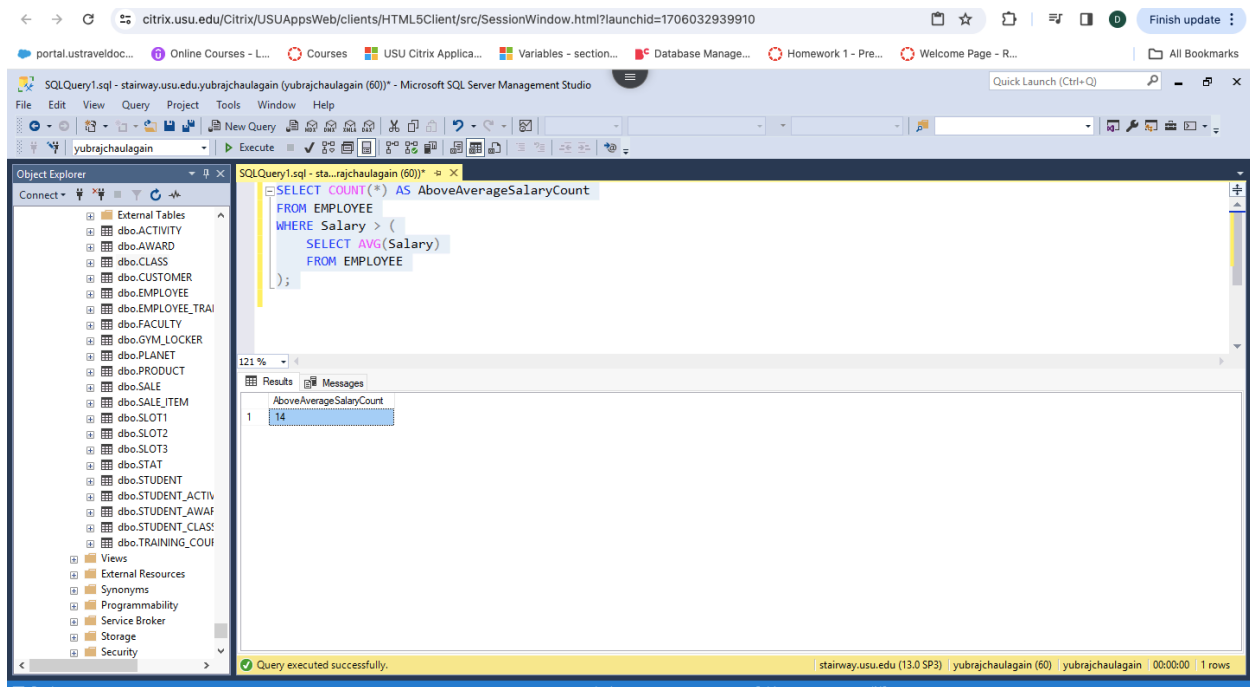 citrix.usu.edu/Citrix/USUAppsWeb/clients/HTML5Client/src/SessionWindow.html?launchid=1706032939910
D
Finish update
portal.ustraveldoc...
Online Courses - L...
Courses
USU Citrix Applica...
Variables - section...
Database Manage...
Homework 1 - Pre...
Welcome Page - R...
All Bookmarks
SQLQuery1.sql - stairway.usu.edu.yubrajchaulagain (yubrajchaulagain (60))* - Microsoft SQL Server Management Studio
Quick Launch (Ctrl+Q)
File Edit View Query Project Tools Window Help
New Query
yubrajchaulagain
Execute
Object Explorer
Connect
External Tables
dbo.ACTIVITY
dbo.AWARD
dbo.CLASS
dbo.CUSTOMER
dbo.EMPLOYEE
dbo.EMPLOYEE_TRAI
dbo.FACULTY
dbo.GYM_LOCKER
dbo.PLANET
dbo.PRODUCT
dbo.SALE
dbo.SALE_ITEM
dbo.SLOT1
dbo.SLOT2
dbo.SLOT3
dbo.STAT
dbo.STUDENT
dbo.STUDENT_ACTIV
dbo.STUDENT_AWAR
dbo.STUDENT_CLASS
dbo.TRAINING_COUR
Views
External Resources
Synonyms
Programmability
Service Broker
Storage
Security
SQLQuery1.sql - sta...rajchaulagain (60))*
SELECT COUNT(*) AS AboveAverageSalaryCount
FROM EMPLOYEE
WHERE Salary > (
SELECT AVG(Salary)
FROM EMPLOYEE
);
121 %
Results
Messages
AboveAverageSalaryCount
1 14
Query executed successfully.
stairway.usu.edu (13.0 SP3)
yubrajchaulagain (60)
yubrajchaulagain
00:00:00
1 rows